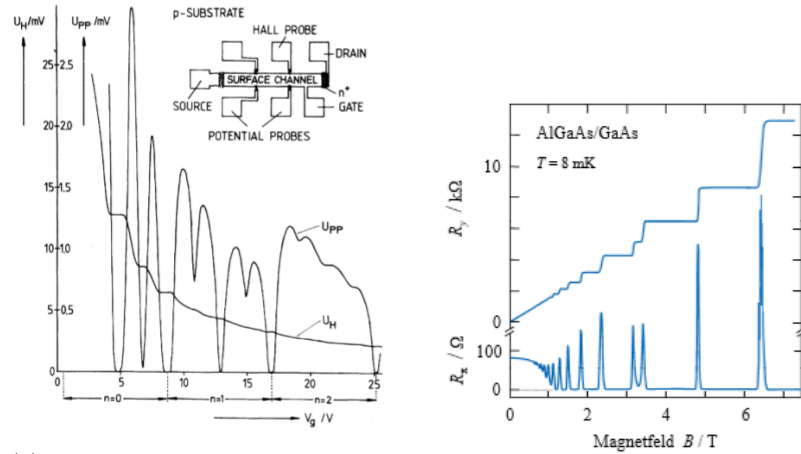 p-SUBSTRATE
U_H/mV
U_PP/mV
HALL PROBE
DRAIN
SURFACE CHANNEL
n⁺
SOURCE
GATE
POTENTIAL PROBES
25 2.5
20 2.0
15 1.5
10 1.0
5 0.5
0
U_PP
U_H
0 5 10 15 20 25
n=0 n=1 n=2
V_g /V
AlGaAs/GaAs
T = 8 mK
R_y / kΩ
10
0
R_x / Ω
100
0
0 2 4 6
Magnetfeld B / T